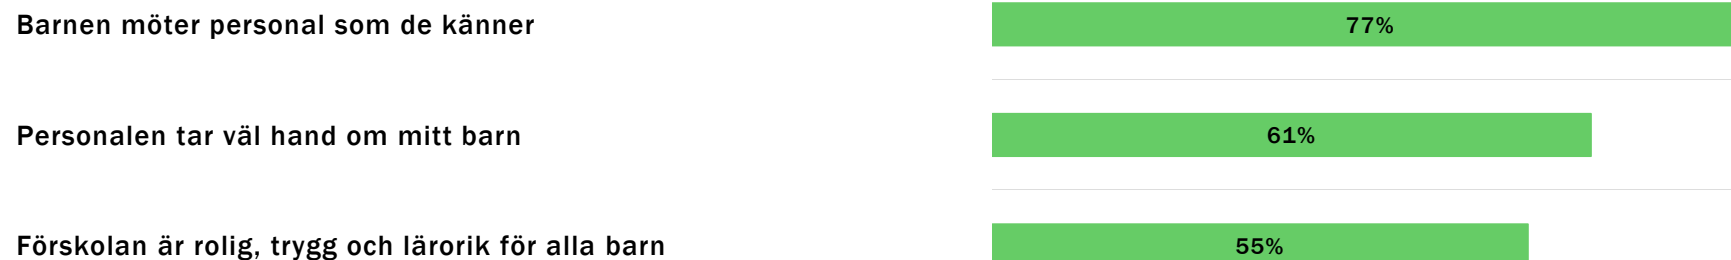 Barnen möter personal som de känner 77%
Personalen tar väl hand om mitt barn 61%
Förskolan är rolig, trygg och lärorik för alla barn 55%